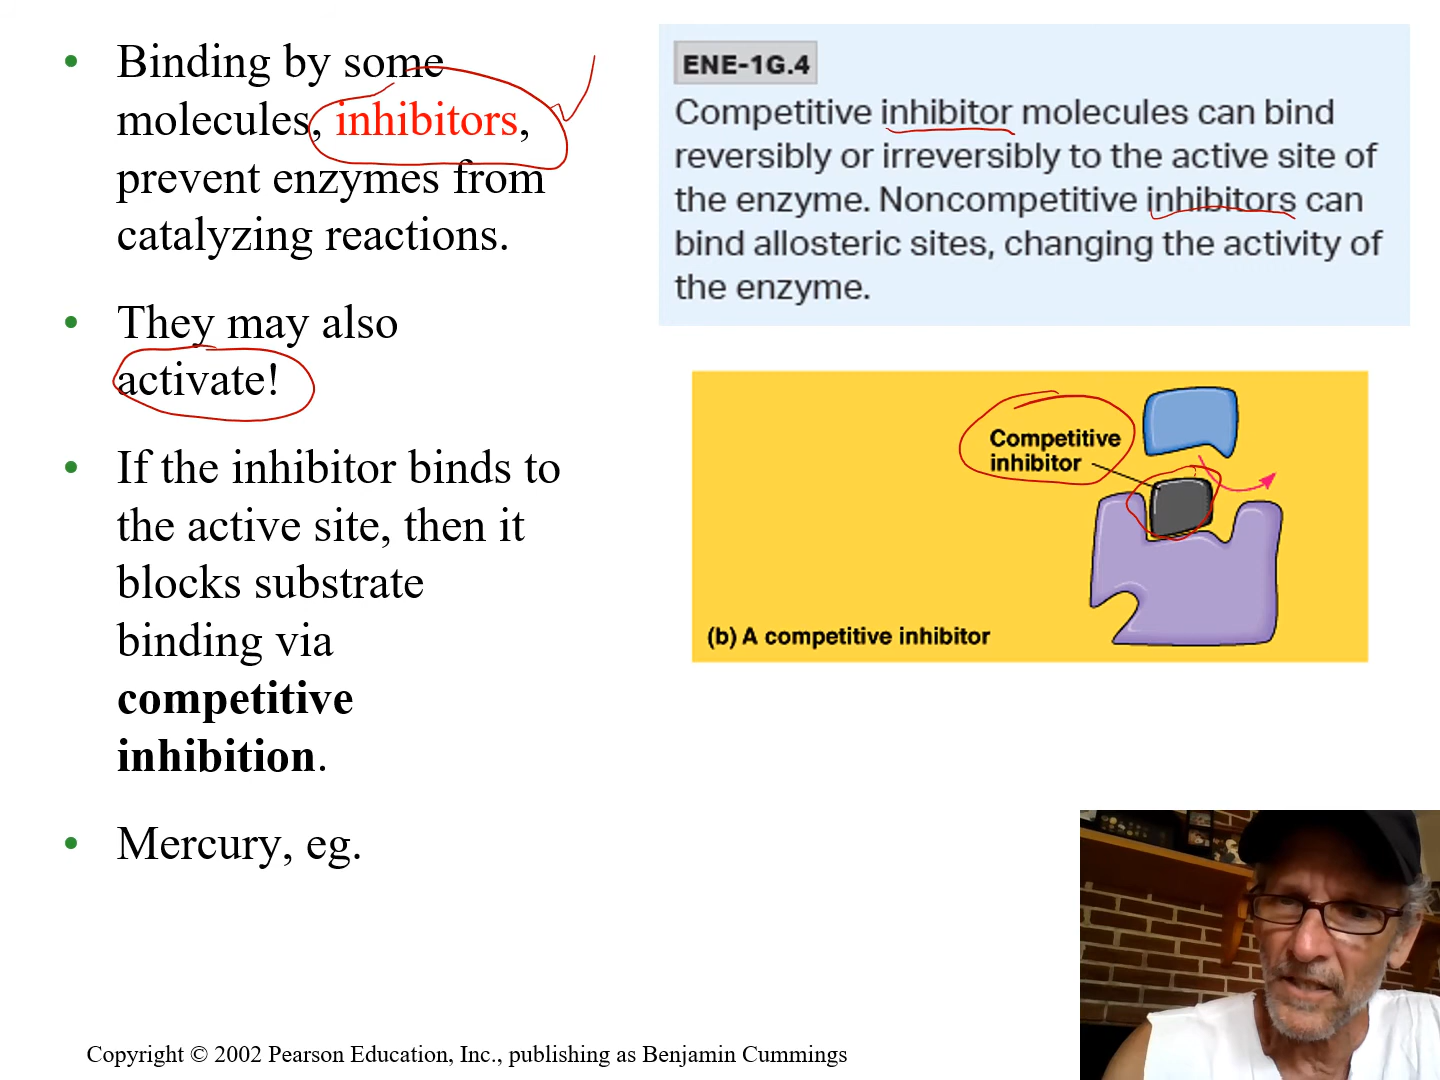 • Binding by some
molecules, inhibitors,
prevent enzymes from
catalyzing reactions.
• They may also
activate!
• If the inhibitor binds to
the active site, then it
blocks substrate
binding via
competitive
inhibition.
• Mercury, eg.
ENE-1G.4
Competitive inhibitor molecules can bind
reversibly or irreversibly to the active site of
the enzyme. Noncompetitive inhibitors can
bind allosteric sites, changing the activity of
the enzyme.
Competitive
inhibitor
(b) A competitive inhibitor
Copyright © 2002 Pearson Education, Inc., publishing as Benjamin Cummings